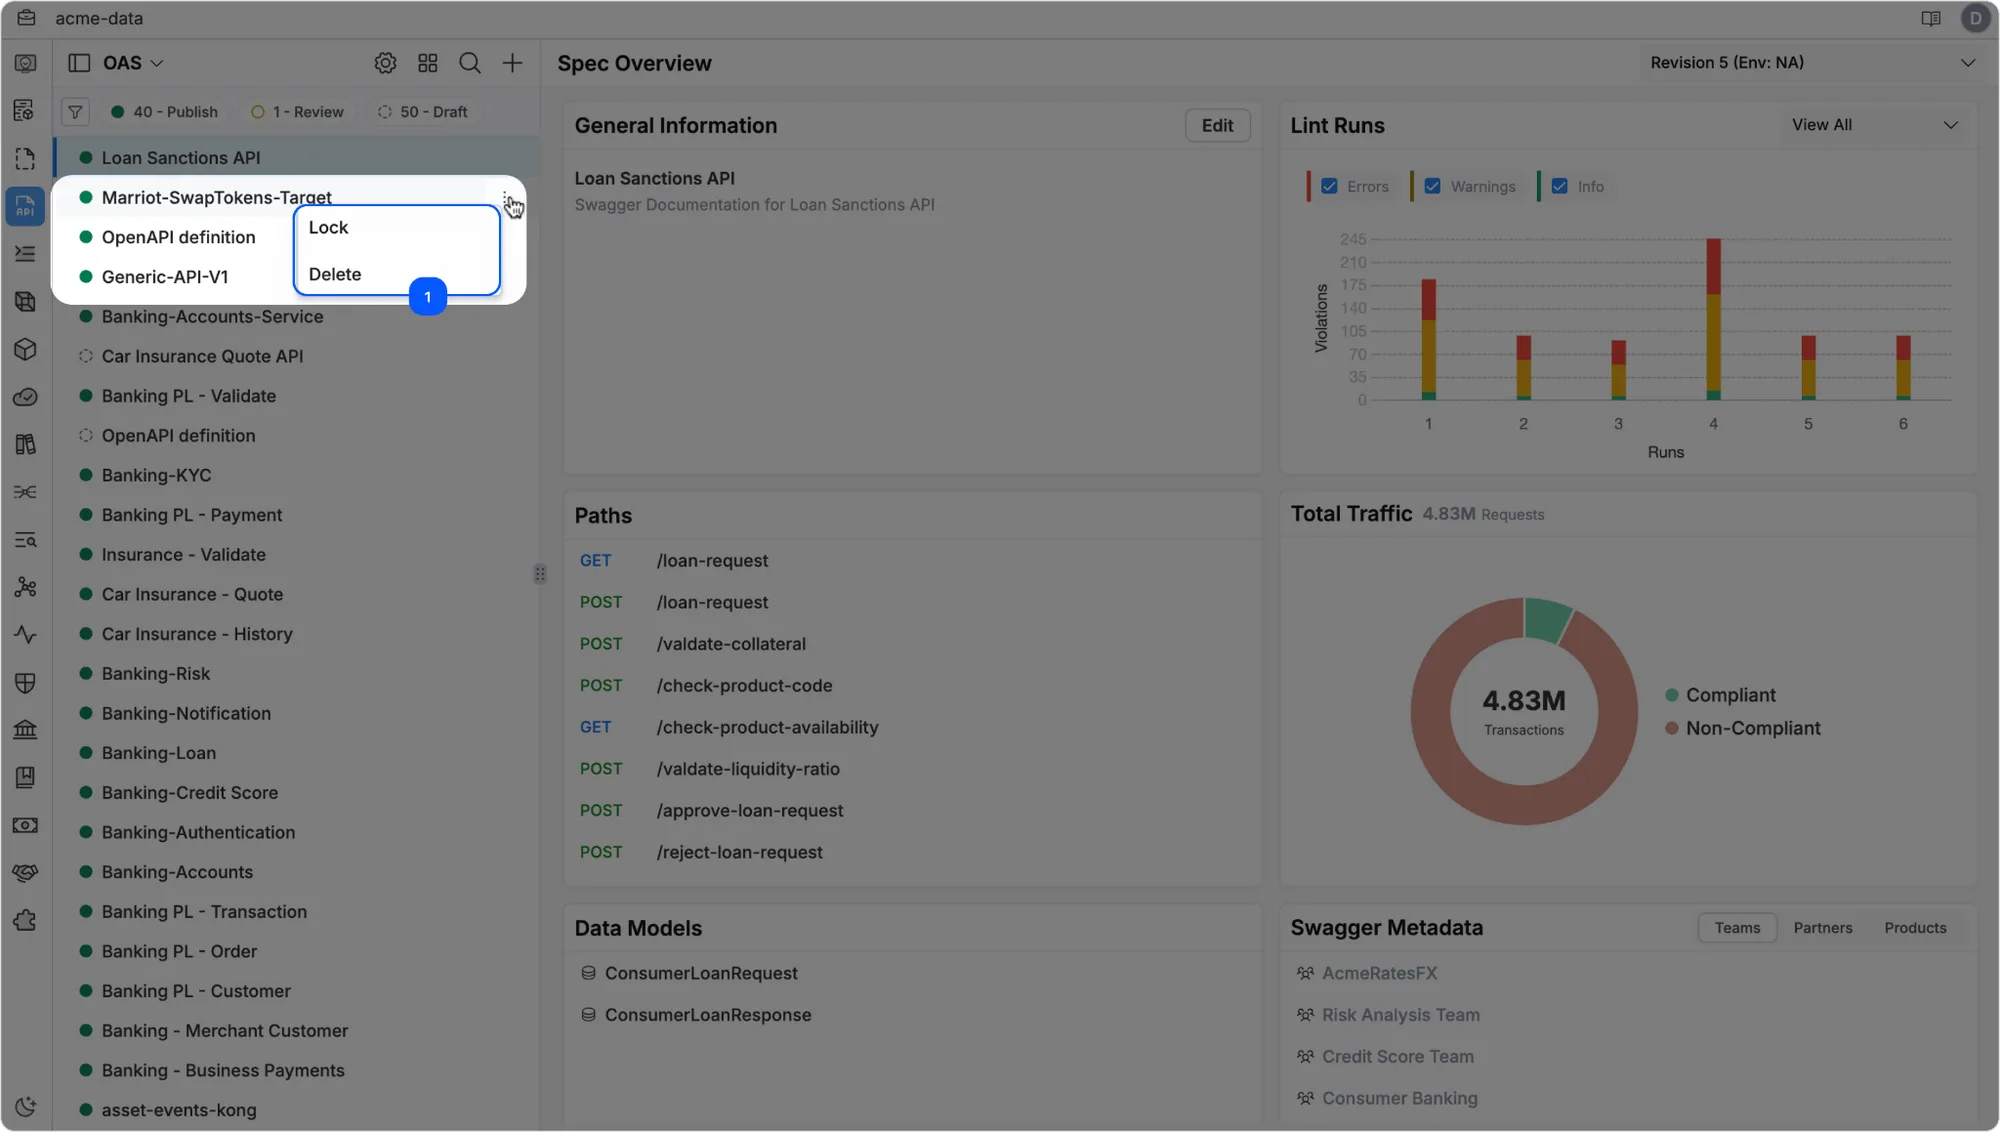 acme-data
D
OAS
40 - Publish
1 - Review
50 - Draft
Loan Sanctions API
Marriot-SwapTokens-Target
OpenAPI definition
Generic-API-V1
Lock
Delete
1
Banking-Accounts-Service
Car Insurance Quote API
Banking PL - Validate
OpenAPI definition
Banking-KYC
Banking PL - Payment
Insurance - Validate
Car Insurance - Quote
Car Insurance - History
Banking-Risk
Banking-Notification
Banking-Loan
Banking-Credit Score
Banking-Authentication
Banking-Accounts
Banking PL - Transaction
Banking PL - Order
Banking PL - Customer
Banking - Merchant Customer
Banking - Business Payments
asset-events-kong
API
Spec Overview
Revision 5 (Env: NA)
General Information
Edit
Loan Sanctions API
Swagger Documentation for Loan Sanctions API
Lint Runs
View All
Errors
Warnings
Info
Violations
245
210
175
140
105
70
35
0
1 2 3 4 5 6
Runs
Paths
GET /loan-request
POST /loan-request
POST /valdate-collateral
POST /check-product-code
GET /check-product-availability
POST /valdate-liquidity-ratio
POST /approve-loan-request
POST /reject-loan-request
Total Traffic 4.83M Requests
4.83M
Transactions
Compliant
Non-Compliant
Data Models
ConsumerLoanRequest
ConsumerLoanResponse
Swagger Metadata
Teams
Partners
Products
AcmeRatesFX
Risk Analysis Team
Credit Score Team
Consumer Banking